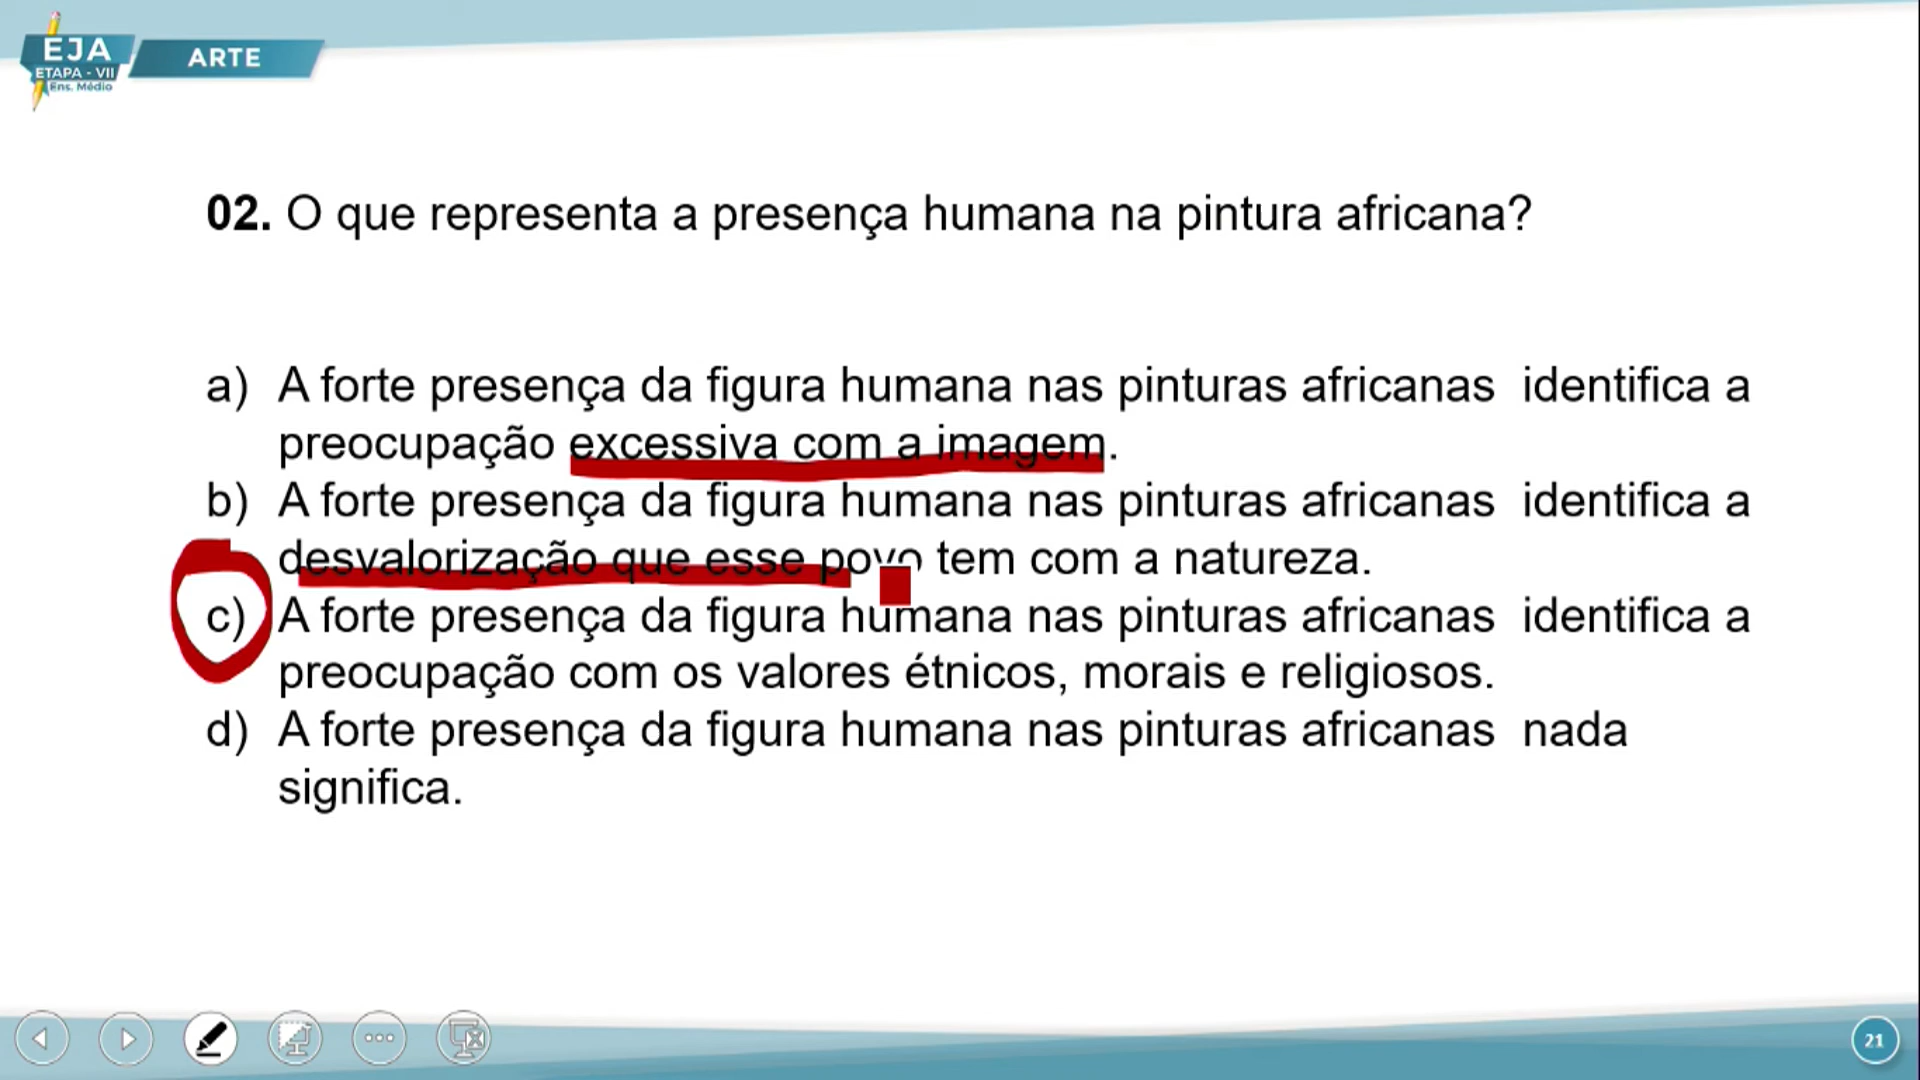 EJA
ETAPA - VII
Ens. Médio
ARTE
02. O que representa a presença humana na pintura africana?
a) A forte presença da figura humana nas pinturas africanas identifica a
preocupação excessiva com a imagem.
b) A forte presença da figura humana nas pinturas africanas identifica a
desvalorização que esse povo tem com a natureza.
c) A forte presença da figura humana nas pinturas africanas identifica a
preocupação com os valores étnicos, morais e religiosos.
d) A forte presença da figura humana nas pinturas africanas nada
significa.
21